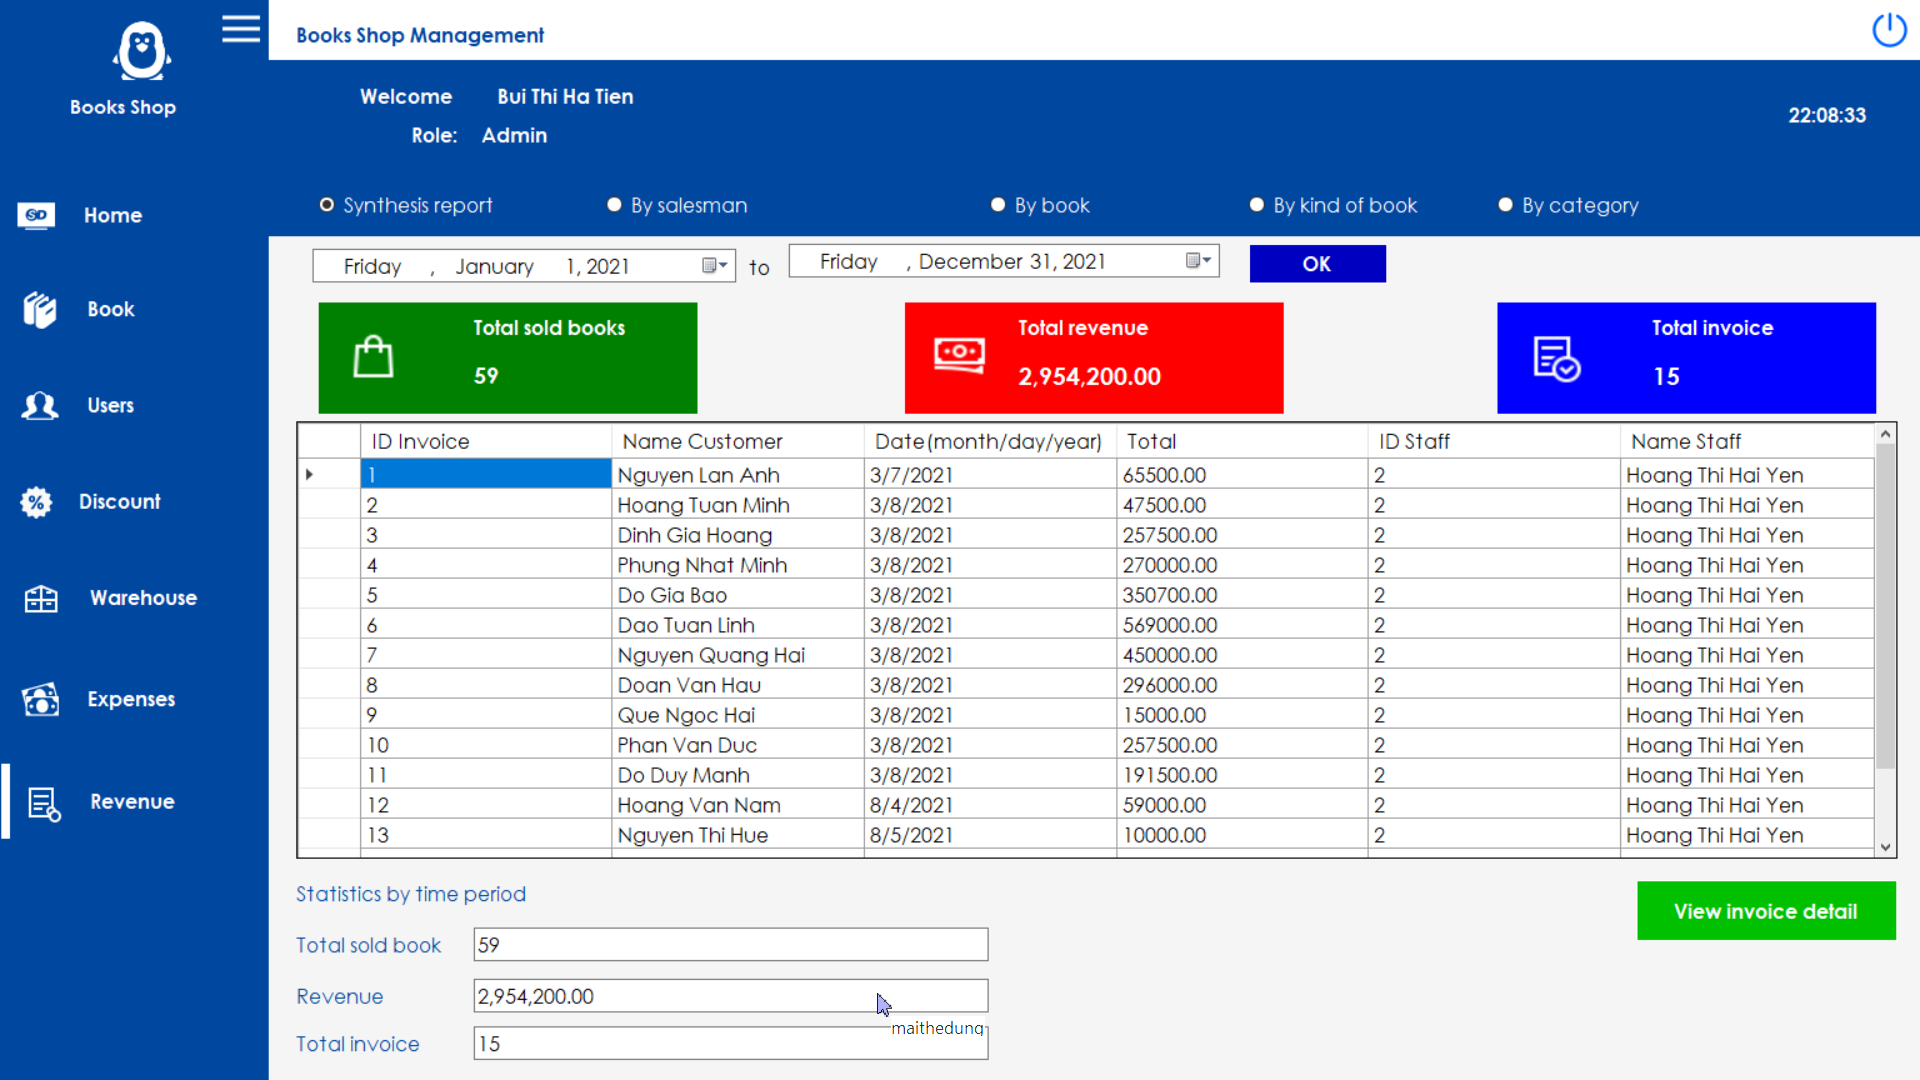 Books Shop Management
Books Shop
Welcome Bui Thi Ha Tien
Role: Admin
22:08:33
Home
Book
Users
Discount
Warehouse
Expenses
Revenue
Synthesis report By salesman By book By kind of book By category
Friday , January 1, 2021 to Friday , December 31, 2021 OK
Total sold books
59
Total revenue
2,954,200.00
Total invoice
15
ID Invoice Name Customer Date(month/day/year) Total ID Staff Name Staff
1 Nguyen Lan Anh 3/7/2021 65500.00 2 Hoang Thi Hai Yen
2 Hoang Tuan Minh 3/8/2021 47500.00 2 Hoang Thi Hai Yen
3 Dinh Gia Hoang 3/8/2021 257500.00 2 Hoang Thi Hai Yen
4 Phung Nhat Minh 3/8/2021 270000.00 2 Hoang Thi Hai Yen
5 Do Gia Bao 3/8/2021 350700.00 2 Hoang Thi Hai Yen
6 Dao Tuan Linh 3/8/2021 569000.00 2 Hoang Thi Hai Yen
7 Nguyen Quang Hai 3/8/2021 450000.00 2 Hoang Thi Hai Yen
8 Doan Van Hau 3/8/2021 296000.00 2 Hoang Thi Hai Yen
9 Que Ngoc Hai 3/8/2021 15000.00 2 Hoang Thi Hai Yen
10 Phan Van Duc 3/8/2021 257500.00 2 Hoang Thi Hai Yen
11 Do Duy Manh 3/8/2021 191500.00 2 Hoang Thi Hai Yen
12 Hoang Van Nam 8/4/2021 59000.00 2 Hoang Thi Hai Yen
13 Nguyen Thi Hue 8/5/2021 10000.00 2 Hoang Thi Hai Yen
Statistics by time period
View invoice detail
Total sold book 59
Revenue 2,954,200.00
maithedung
Total invoice 15